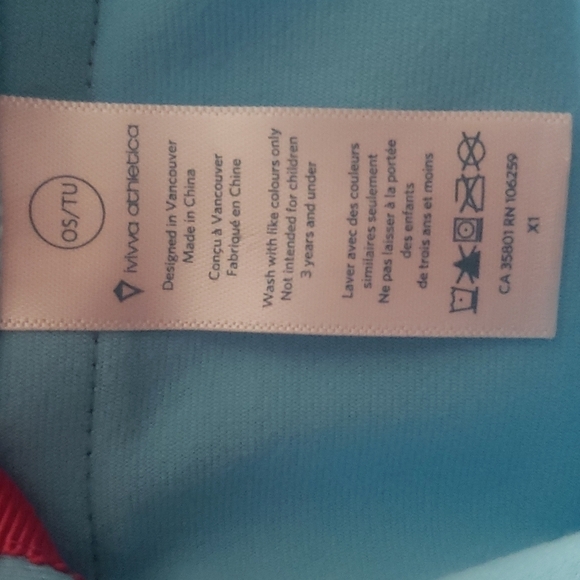 OS/TU
ivivva athletica
Designed in Vancouver
Made in China
Conçu à Vancouver
Fabriqué en Chine
Wash with like colours only
Not intended for children
3 years and under
Laver avec des couleurs
similaires seulement
Ne pas laisser à la portée
des enfants
de trois ans et moins
CA 35801 RN 106259
X1